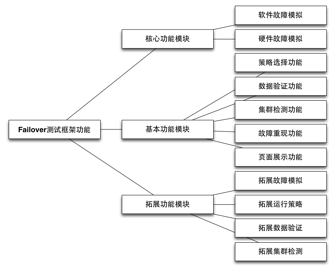 Failover测试框架功能
核心功能模块
软件故障模拟
硬件故障模拟
基本功能模块
策略选择功能
数据验证功能
集群检测功能
故障重现功能
页面展示功能
拓展功能模块
拓展故障模拟
拓展运行策略
拓展数据验证
拓展集群检测